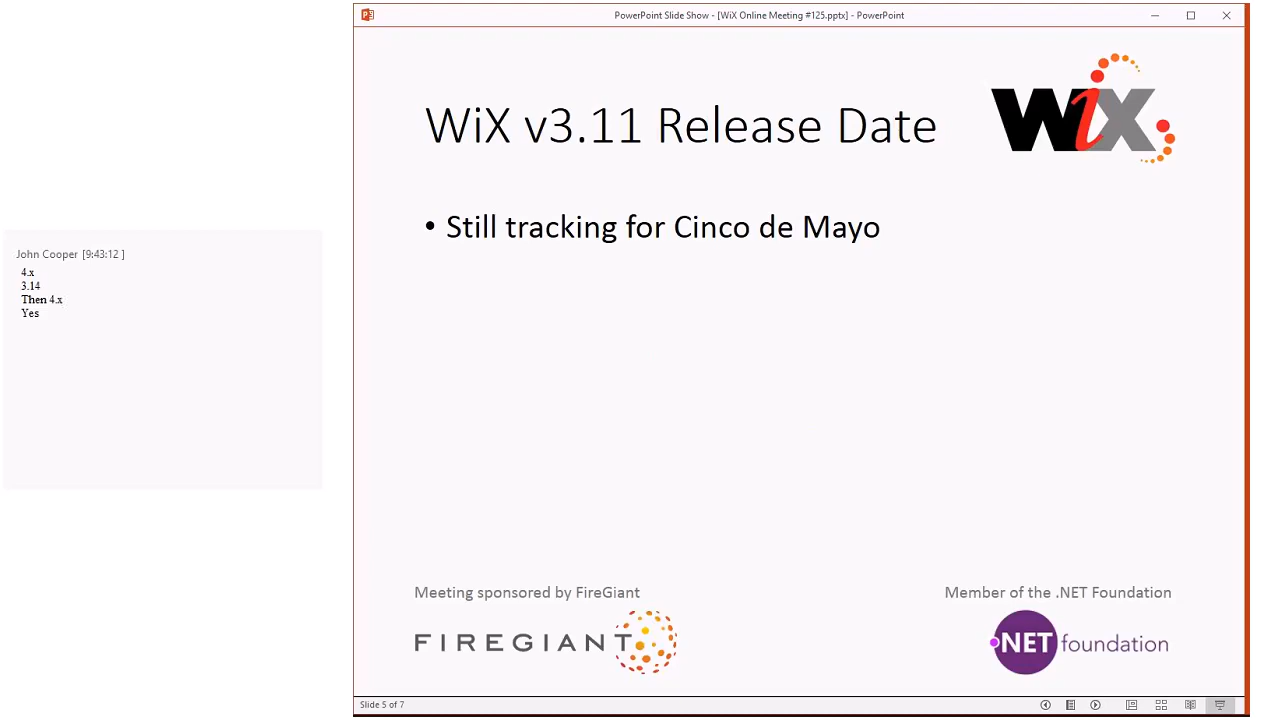 PowerPoint Slide Show - [WiX Online Meeting #125.pptx] - PowerPoint
WiX v3.11 Release Date
WiX
• Still tracking for Cinco de Mayo
John Cooper [9:43:12 ]
4.x
3.14
Then 4.x
Yes
Meeting sponsored by FireGiant
Member of the .NET Foundation
FIREGIANT
.NET foundation
Slide 5 of 7